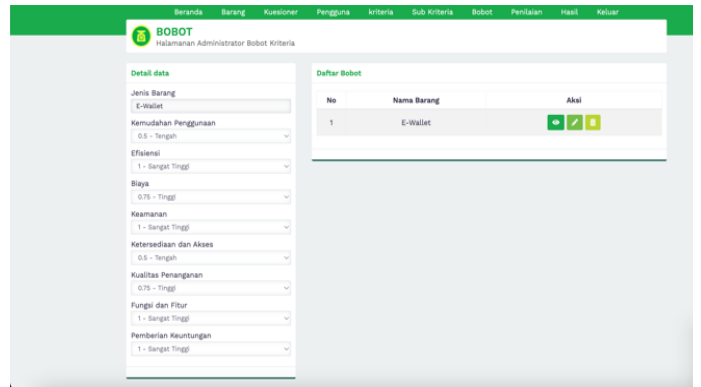 Beranda Barang Kuesioner Pengguna kriteria Sub Kriteria Bobot Penilaian Hasil Keluar
BOBOT
Halamanan Administrator Bobot Kriteria
Detail data
Jenis Barang
E-Wallet
Kemudahan Penggunaan
0.5 - Tengah
Efisiensi
1 - Sangat Tinggi
Biaya
0.75 - Tinggi
Keamanan
1 - Sangat Tinggi
Ketersediaan dan Akses
0.5 - Tengah
Kualitas Penanganan
0.75 - Tinggi
Fungsi dan Fitur
1 - Sangat Tinggi
Pemberian Keuntungan
1 - Sangat Tinggi
Daftar Bobot
No Nama Barang Aksi
1 E-Wallet